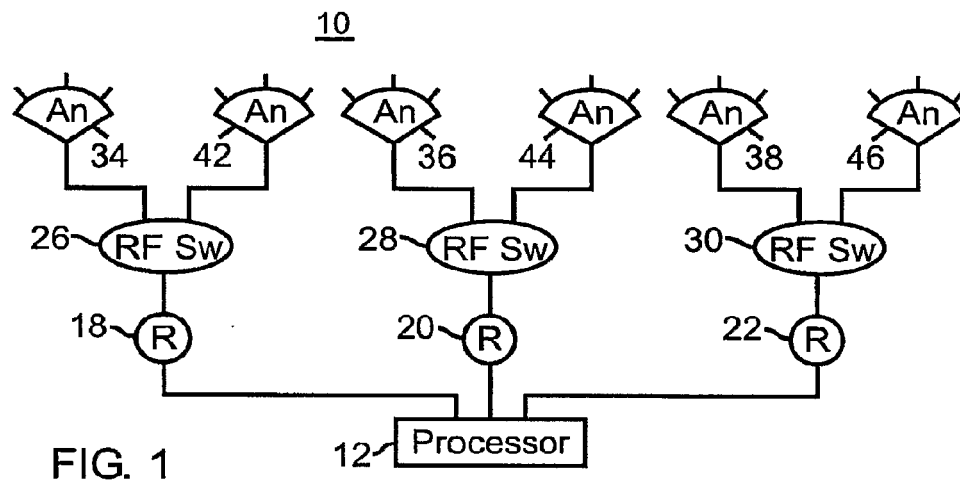 10
An An An An An An
34 42 36 44 38 46
26 RF Sw 28 RF Sw 30 RF Sw
18 R 20 R 22 R
12 Processor
FIG. 1